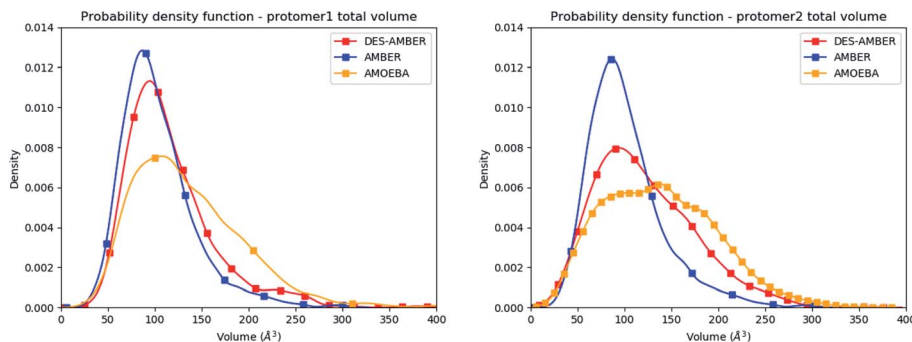 Probability density function - protomer1 total volume
0.014
0.012
0.010
0.008
0.006
0.004
0.002
0.000
Density
DES-AMBER
AMBER
AMOEBA
0 50 100 150 200 250 300 350 400
Volume (Å³)
Probability density function - protomer2 total volume
0.014
0.012
0.010
0.008
0.006
0.004
0.002
0.000
Density
DES-AMBER
AMBER
AMOEBA
0 50 100 150 200 250 300 350 400
Volume (Å³)